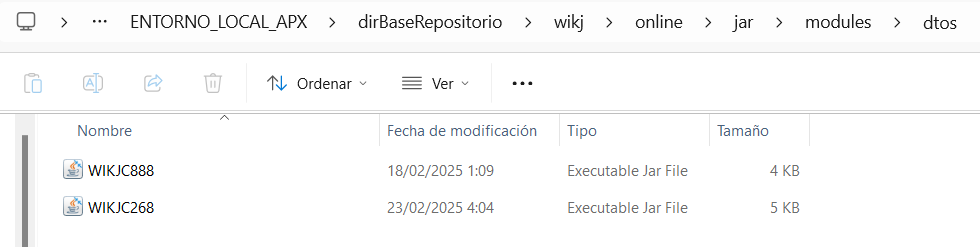 … > ENTORNO_LOCAL_APX > dirBaseRepositorio > wikj > online > jar > modules > dtos
Ordenar Ver …
Nombre Fecha de modificación Tipo Tamaño
WIKJC888 18/02/2025 1:09 Executable Jar File 4 KB
WIKJC268 23/02/2025 4:04 Executable Jar File 5 KB